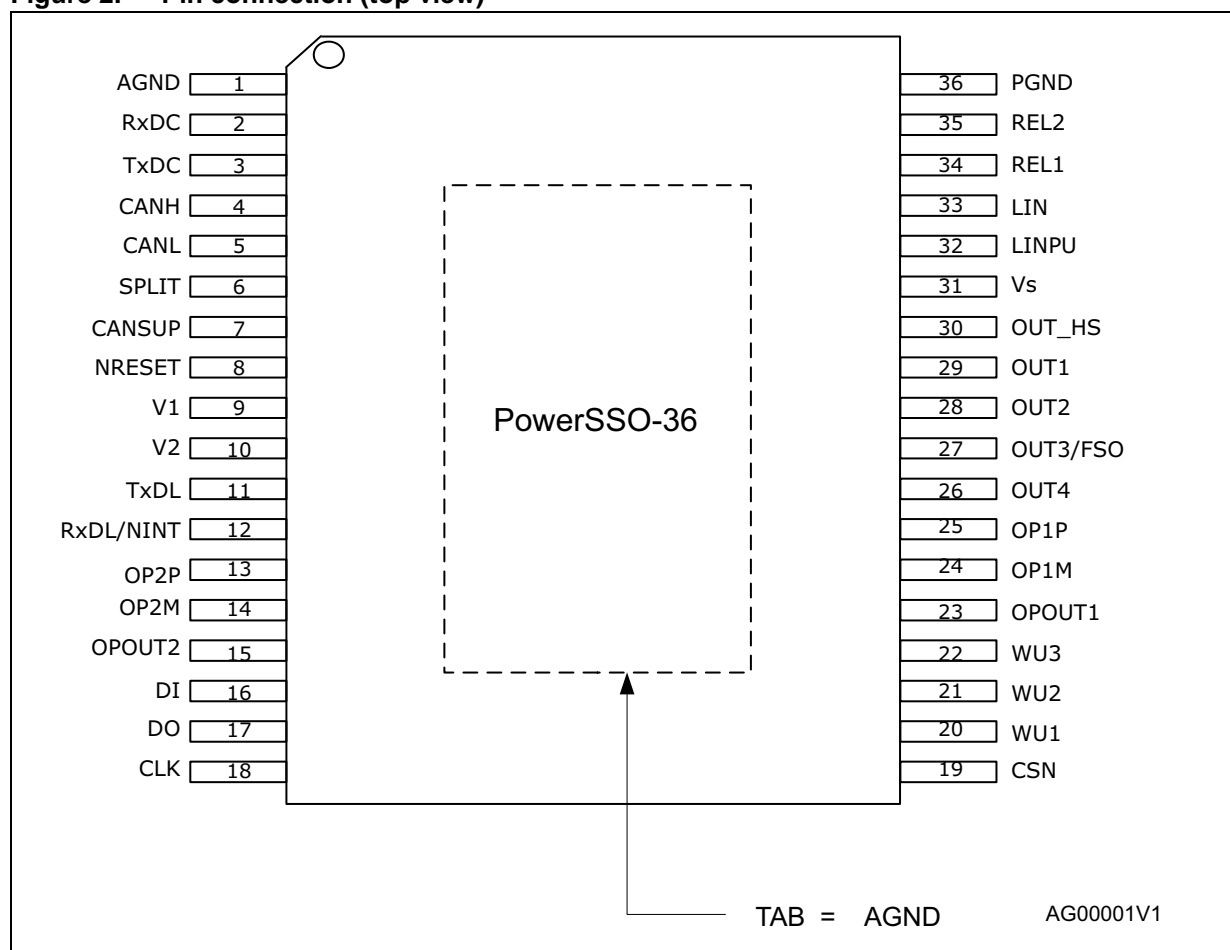 Figure 2. Pin connection (top view)
AGND 1
RxDC 2
TxDC 3
CANH 4
CANL 5
SPLIT 6
CANSUP 7
NRESET 8
V1 9
V2 10
TxDL 11
RxDL/NINT 12
OP2P 13
OP2M 14
OPOUT2 15
DI 16
DO 17
CLK 18
PowerSSO-36
36 PGND
35 REL2
34 REL1
33 LIN
32 LINPU
31 Vs
30 OUT_HS
29 OUT1
28 OUT2
27 OUT3/FSO
26 OUT4
25 OP1P
24 OP1M
23 OPOUT1
22 WU3
21 WU2
20 WU1
19 CSN
TAB = AGND
AG00001V1